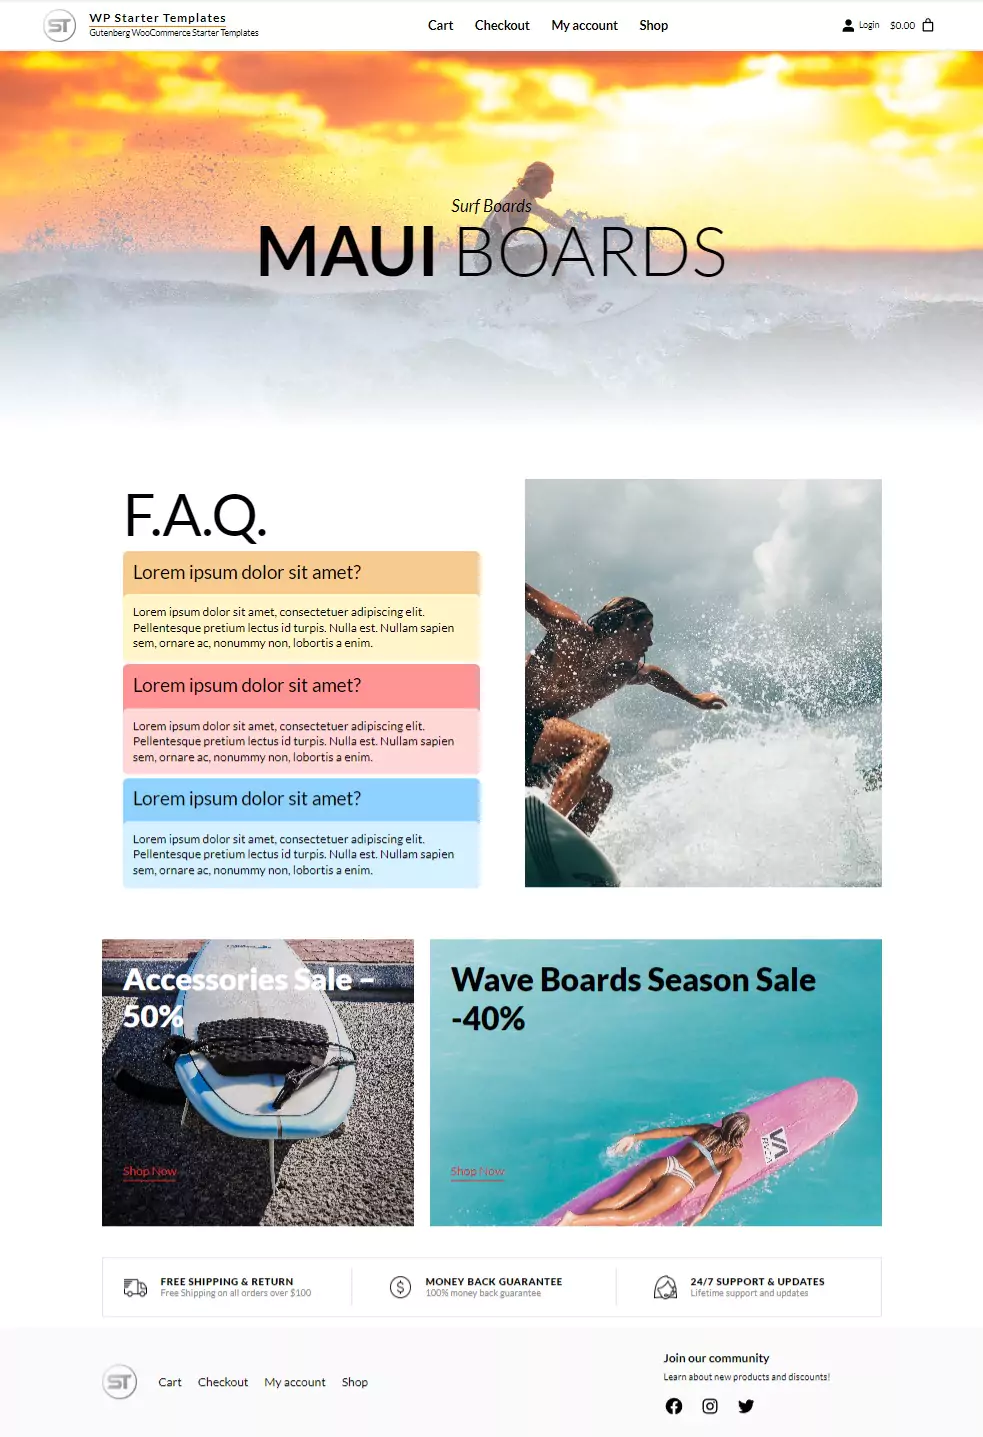 ST
WP Starter Templates
Gutenberg WooCommerce Starter Templates
Cart Checkout My account Shop
Login $0.00
Surf Boards
MAUI BOARDS
F.A.Q.
Lorem ipsum dolor sit amet?
Lorem ipsum dolor sit amet, consectetuer adipiscing elit.
Pellentesque pretium lectus id turpis. Nulla est. Nullam sapien
sem, ornare ac, nonummy non, lobortis a enim.
Lorem ipsum dolor sit amet?
Lorem ipsum dolor sit amet, consectetuer adipiscing elit.
Pellentesque pretium lectus id turpis. Nulla est. Nullam sapien
sem, ornare ac, nonummy non, lobortis a enim.
Lorem ipsum dolor sit amet?
Lorem ipsum dolor sit amet, consectetuer adipiscing elit.
Pellentesque pretium lectus id turpis. Nulla est. Nullam sapien
sem, ornare ac, nonummy non, lobortis a enim.
Accessories Sale –
50%
Shop Now
Wave Boards Season Sale
-40%
VA
Shop Now
FREE SHIPPING & RETURN
Free Shipping on all orders over $100
MONEY BACK GUARANTEE
100% money back guarantee
24/7 SUPPORT & UPDATES
Lifetime support and updates
ST
Cart Checkout My account Shop
Join our community
Learn about new products and discounts!